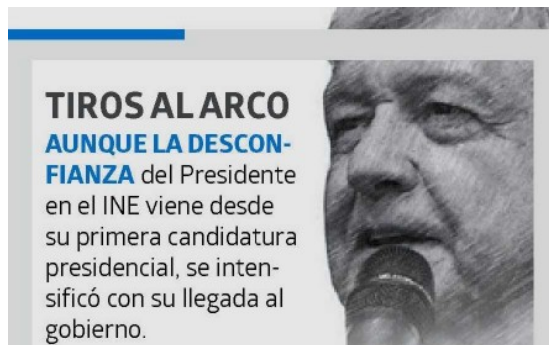 TIROS AL ARCO
AUNQUE LA DESCON-
FIANZA del Presidente
en el INE viene desde
su primera candidatura
presidencial, se inten-
sificó con su llegada al
gobierno.